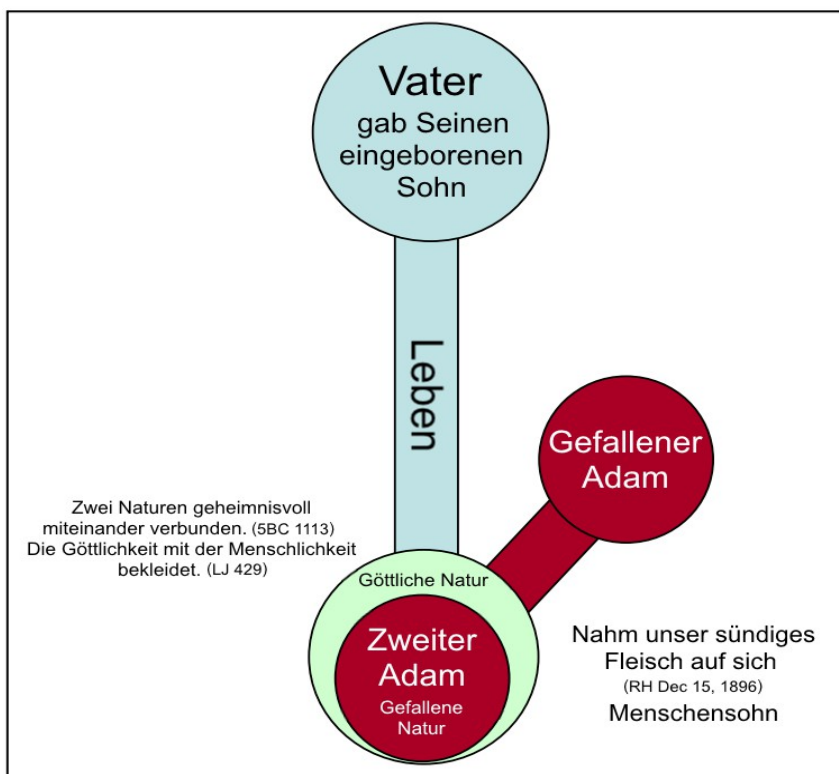 Vater
gab Seinen
eingeborenen
Sohn
Leben
Gefallener
Adam
Zwei Naturen geheimnisvoll
miteinander verbunden. (5BC 1113)
Die Göttlichkeit mit der Menschlichkeit
bekleidet. (LJ 429)
Göttliche Natur
Zweiter
Adam
Gefallene
Natur
Nahm unser sündiges
Fleisch auf sich
(RH Dec 15, 1896)
Menschensohn